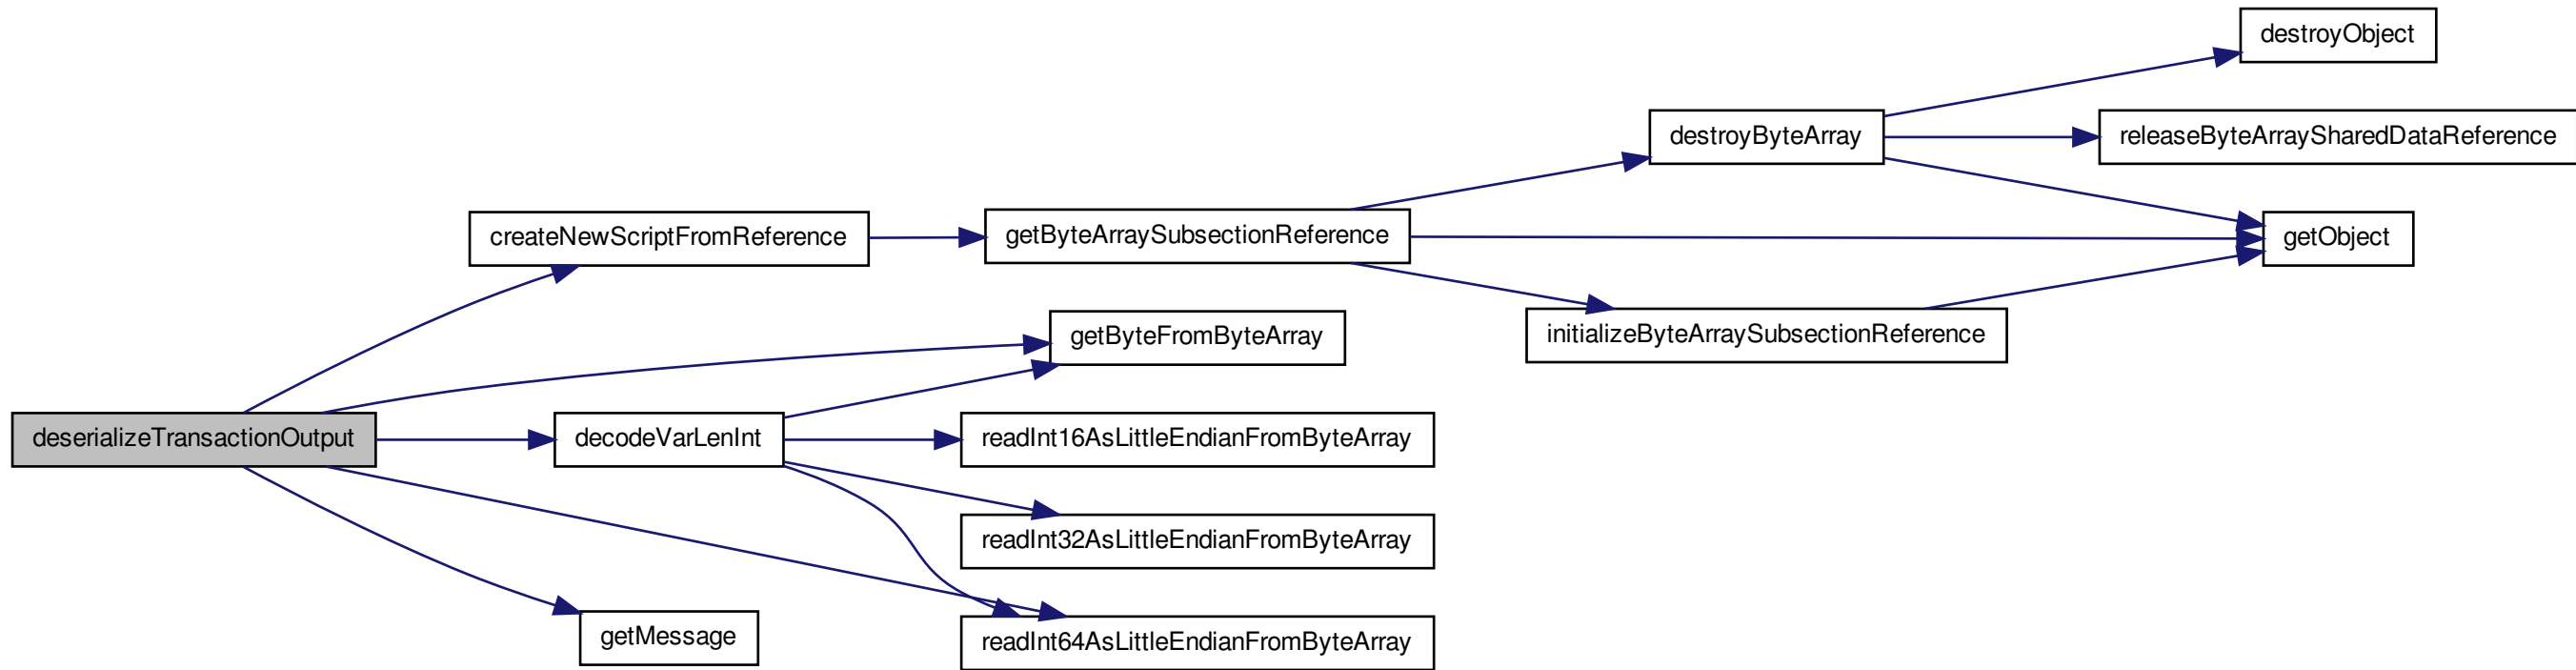 destroyObject
destroyByteArray
releaseByteArraySharedDataReference
createNewScriptFromReference
getByteArraySubsectionReference
getObject
getByteFromByteArray
initializeByteArraySubsectionReference
deserializeTransactionOutput
decodeVarLenInt
readInt16AsLittleEndianFromByteArray
readInt32AsLittleEndianFromByteArray
getMessage
readInt64AsLittleEndianFromByteArray